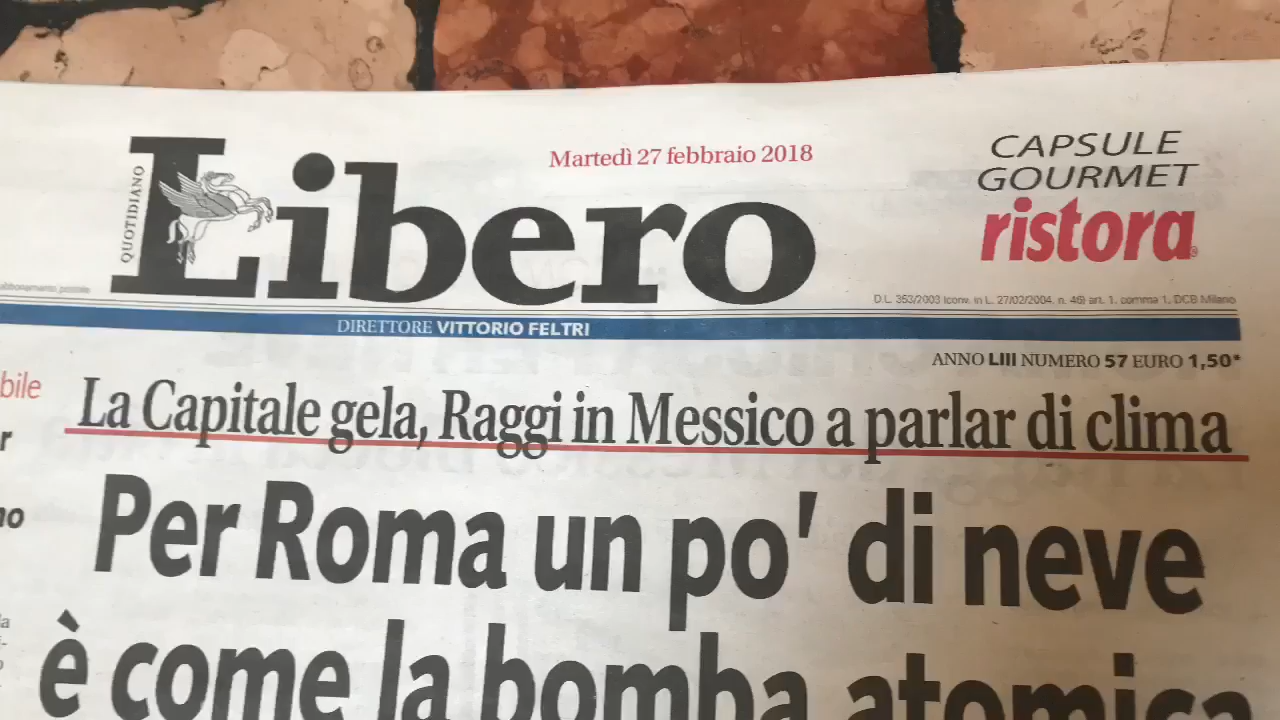 QUOTIDIANO
Libero
Martedì 27 febbraio 2018
CAPSULE
GOURMET
ristora
D.L. 353/2003 (conv. in L. 27/02/2004, n. 46) art. 1, comma 1, DCB Milano
DIRETTORE VITTORIO FELTRI
ANNO LIII NUMERO 57 EURO 1,50*
bile
r
no
La Capitale gela, Raggi in Messico a parlar di clima
Per Roma un po' di neve
è come la bomba atomica